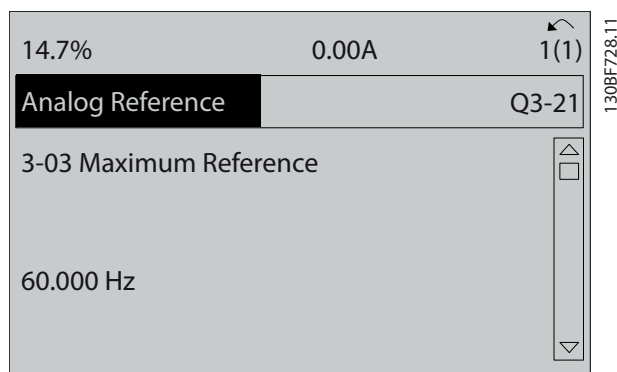 14.7% 0.00A 1(1)
Analog Reference Q3-21
3-03 Maximum Reference
60.000 Hz
130BF728.11